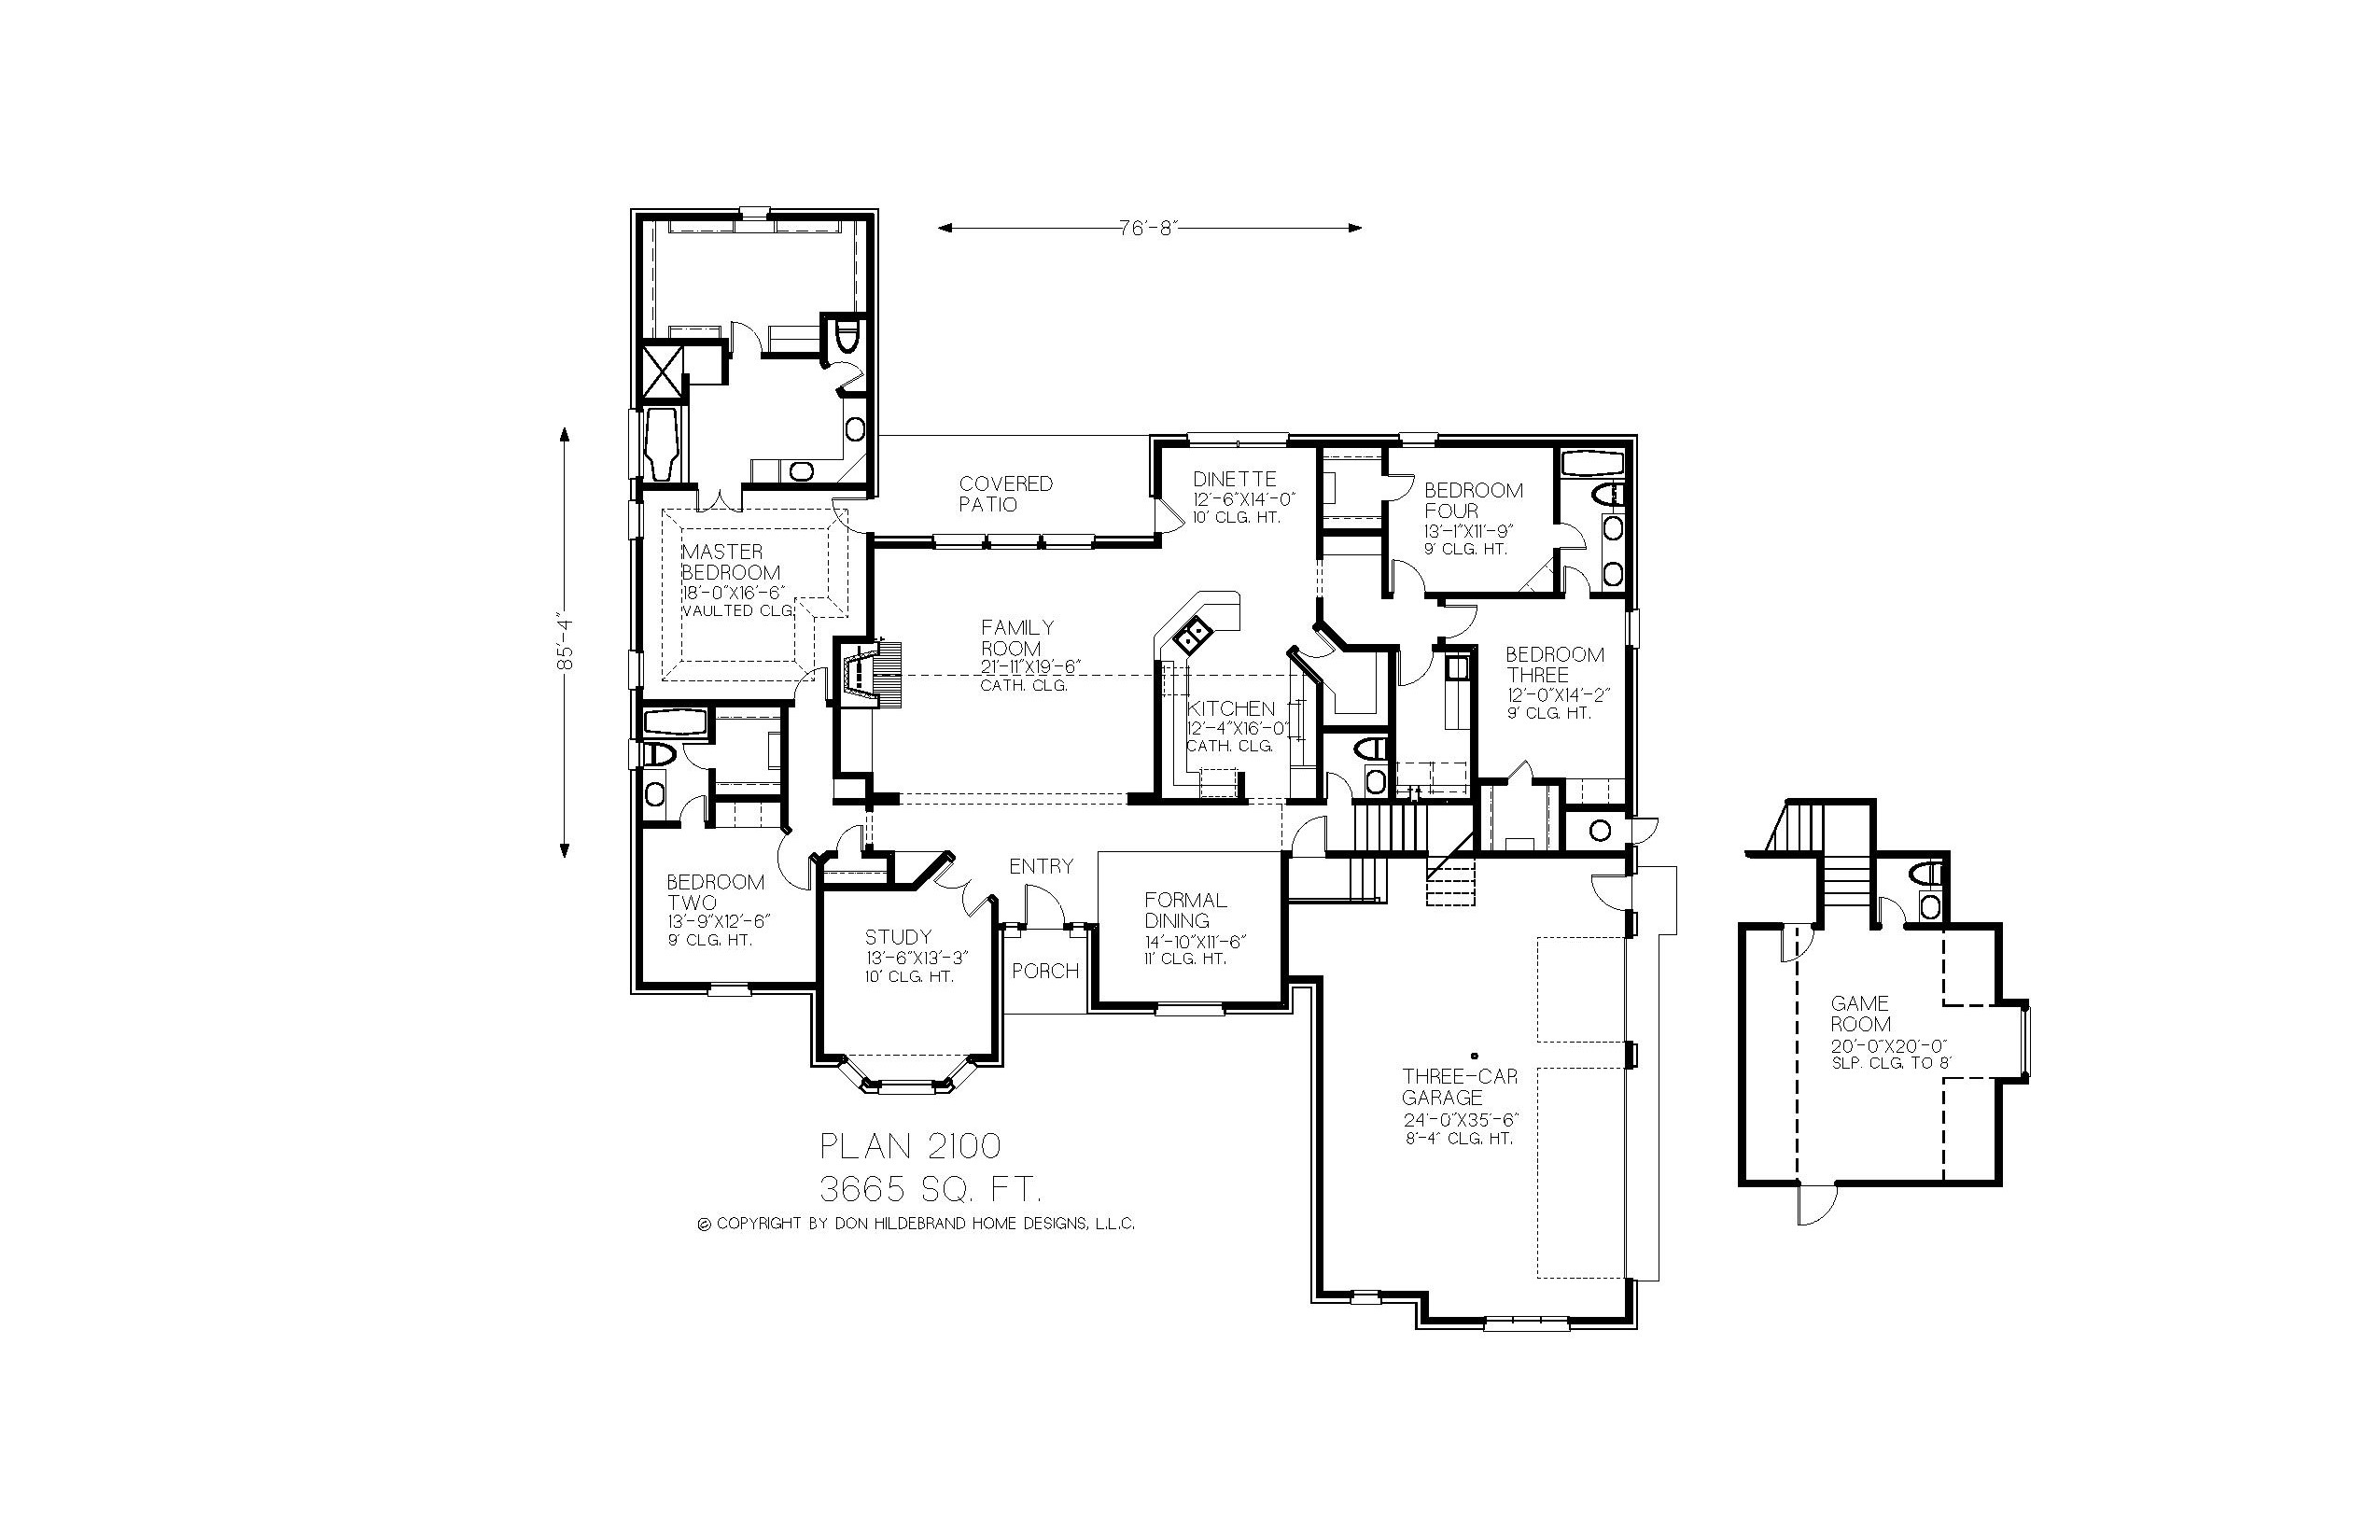 76'-8"
85'-4"
COVERED
PATIO
DINETTE
12'-6"X14'-0"
10' CLG. HT.
BEDROOM
FOUR
13'-1"X11'-9"
9' CLG. HT.
MASTER
BEDROOM
18'-0"X16'-6"
VAULTED CLG.
FAMILY
ROOM
21'-11"X19'-6"
CATH. CLG.
BEDROOM
THREE
12'-0"X14'-2"
9' CLG. HT.
KITCHEN
12'-4"X16'-0"
CATH. CLG.
ENTRY
BEDROOM
TWO
13'-9"X12'-6"
9' CLG. HT.
STUDY
13'-6"X13'-3"
10' CLG. HT.
PORCH
FORMAL
DINING
14'-10"X11'-6"
11' CLG. HT.
THREE-CAR
GARAGE
24'-0"X35'-6"
8'-4" CLG. HT.
GAME
ROOM
20'-0"X20'-0"
SLP. CLG. TO 8'
PLAN 2100
3665 SQ. FT.
© COPYRIGHT BY DON HILDEBRAND HOME DESIGNS, L.L.C.